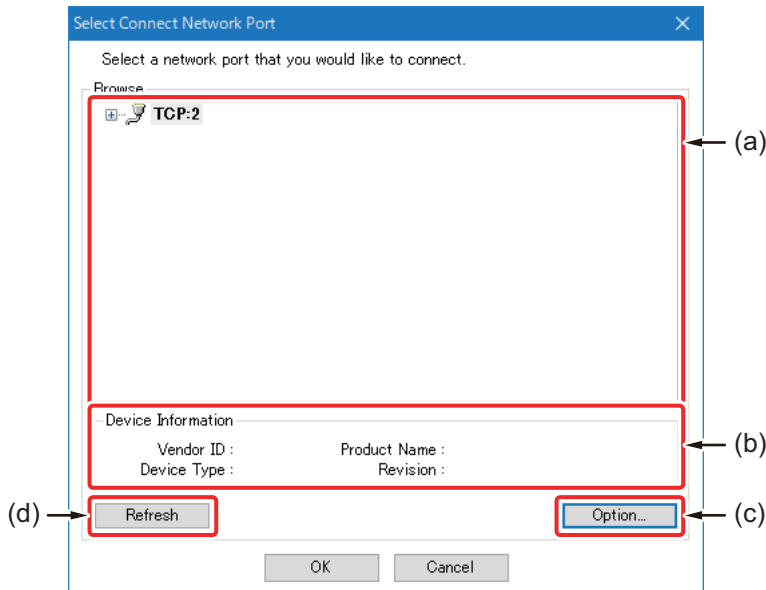 Select Connect Network Port
Select a network port that you would like to connect.
Browse
TCP:2
(a)
Device Information
Vendor ID : Product Name :
Device Type : Revision :
(b)
(d) Refresh Option... (c)
OK Cancel